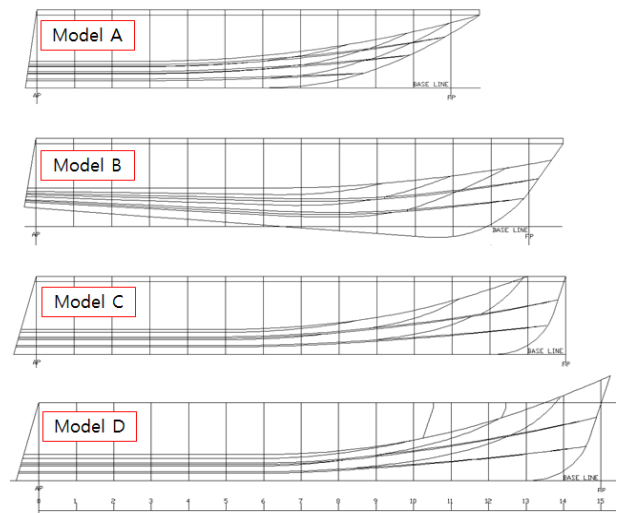 Model A
BASE LINE
AP
FP
Model B
BASE LINE
AP
FP
Model C
BASE LINE
AP
FP
Model D
BASE LINE
AP
FP
0 1 2 3 4 5 6 7 8 9 10 11 12 13 14 15